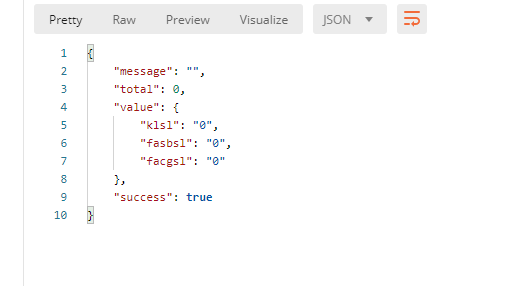 Pretty Raw Preview Visualize JSON
1 {
2 "message": "",
3 "total": 0,
4 "value": {
5 "klsl": "0",
6 "fasbsl": "0",
7 "facgsl": "0"
8 },
9 "success": true
10 }